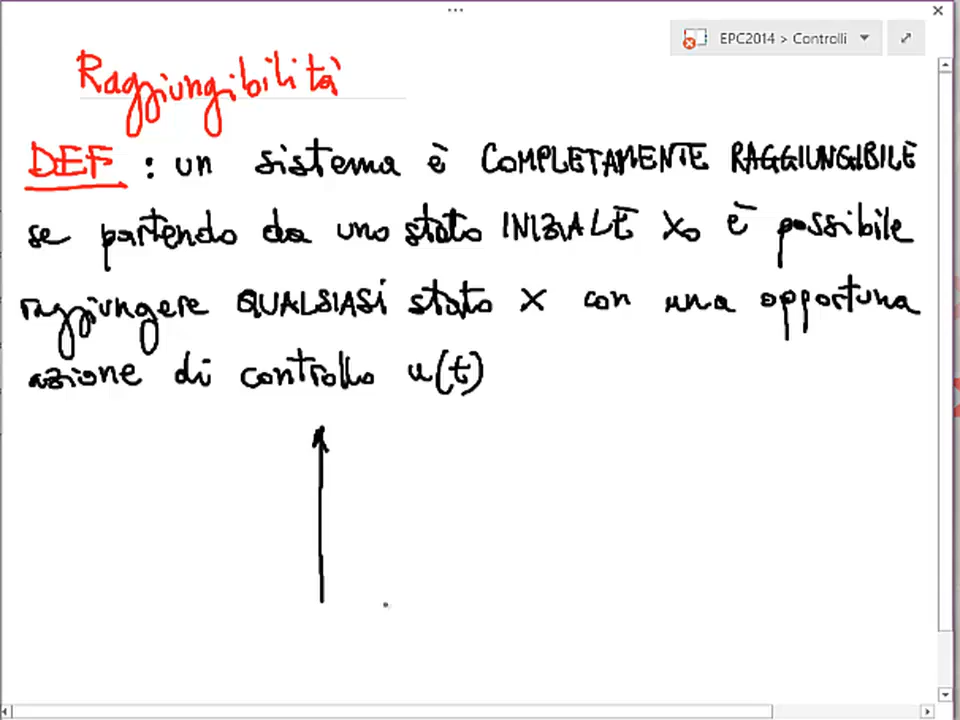 EPC2014 > Controlli
Raggiungibilità
DEF : un sistema è COMPLETAMENTE RAGGIUNGIBILE
se partendo da uno stato INIZIALE x₀ è possibile
raggiungere QUALSIASI stato x con una opportuna
azione di controllo u(t)